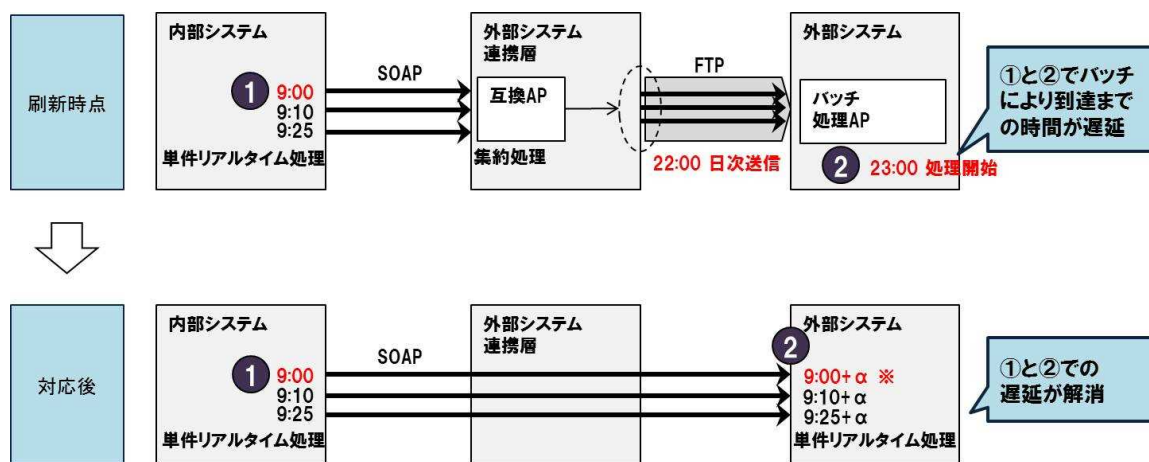 刷新時点
内部システム
1
9:00
9:10
9:25
単件リアルタイム処理
SOAP
外部システム
連携層
互換AP
集約処理
FTP
22:00 日次送信
外部システム
バッチ
処理AP
2
23:00 処理開始
①と②でバッチ
により到達まで
の時間が遅延
対応後
内部システム
1
9:00
9:10
9:25
単件リアルタイム処理
SOAP
外部システム
連携層
2
外部システム
9:00+α ※
9:10+α
9:25+α
単件リアルタイム処理
①と②での
遅延が解消